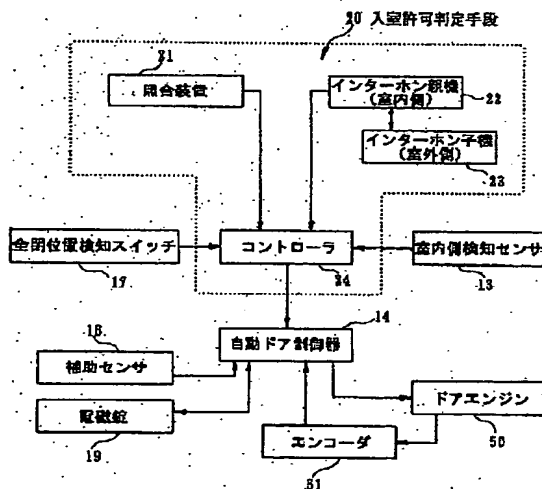 20 入室許可判定手段
21
照合装置
インターホン親機
(室内側)
22
インターホン子機
(室外側)
23
全閉位置検知スイッチ
17
コントローラ
24
室内側検知センサ
13
14
自動ドア制御器
18
補助センサ
電磁錠
19
ドアエンジン
50
エンコーダ
51